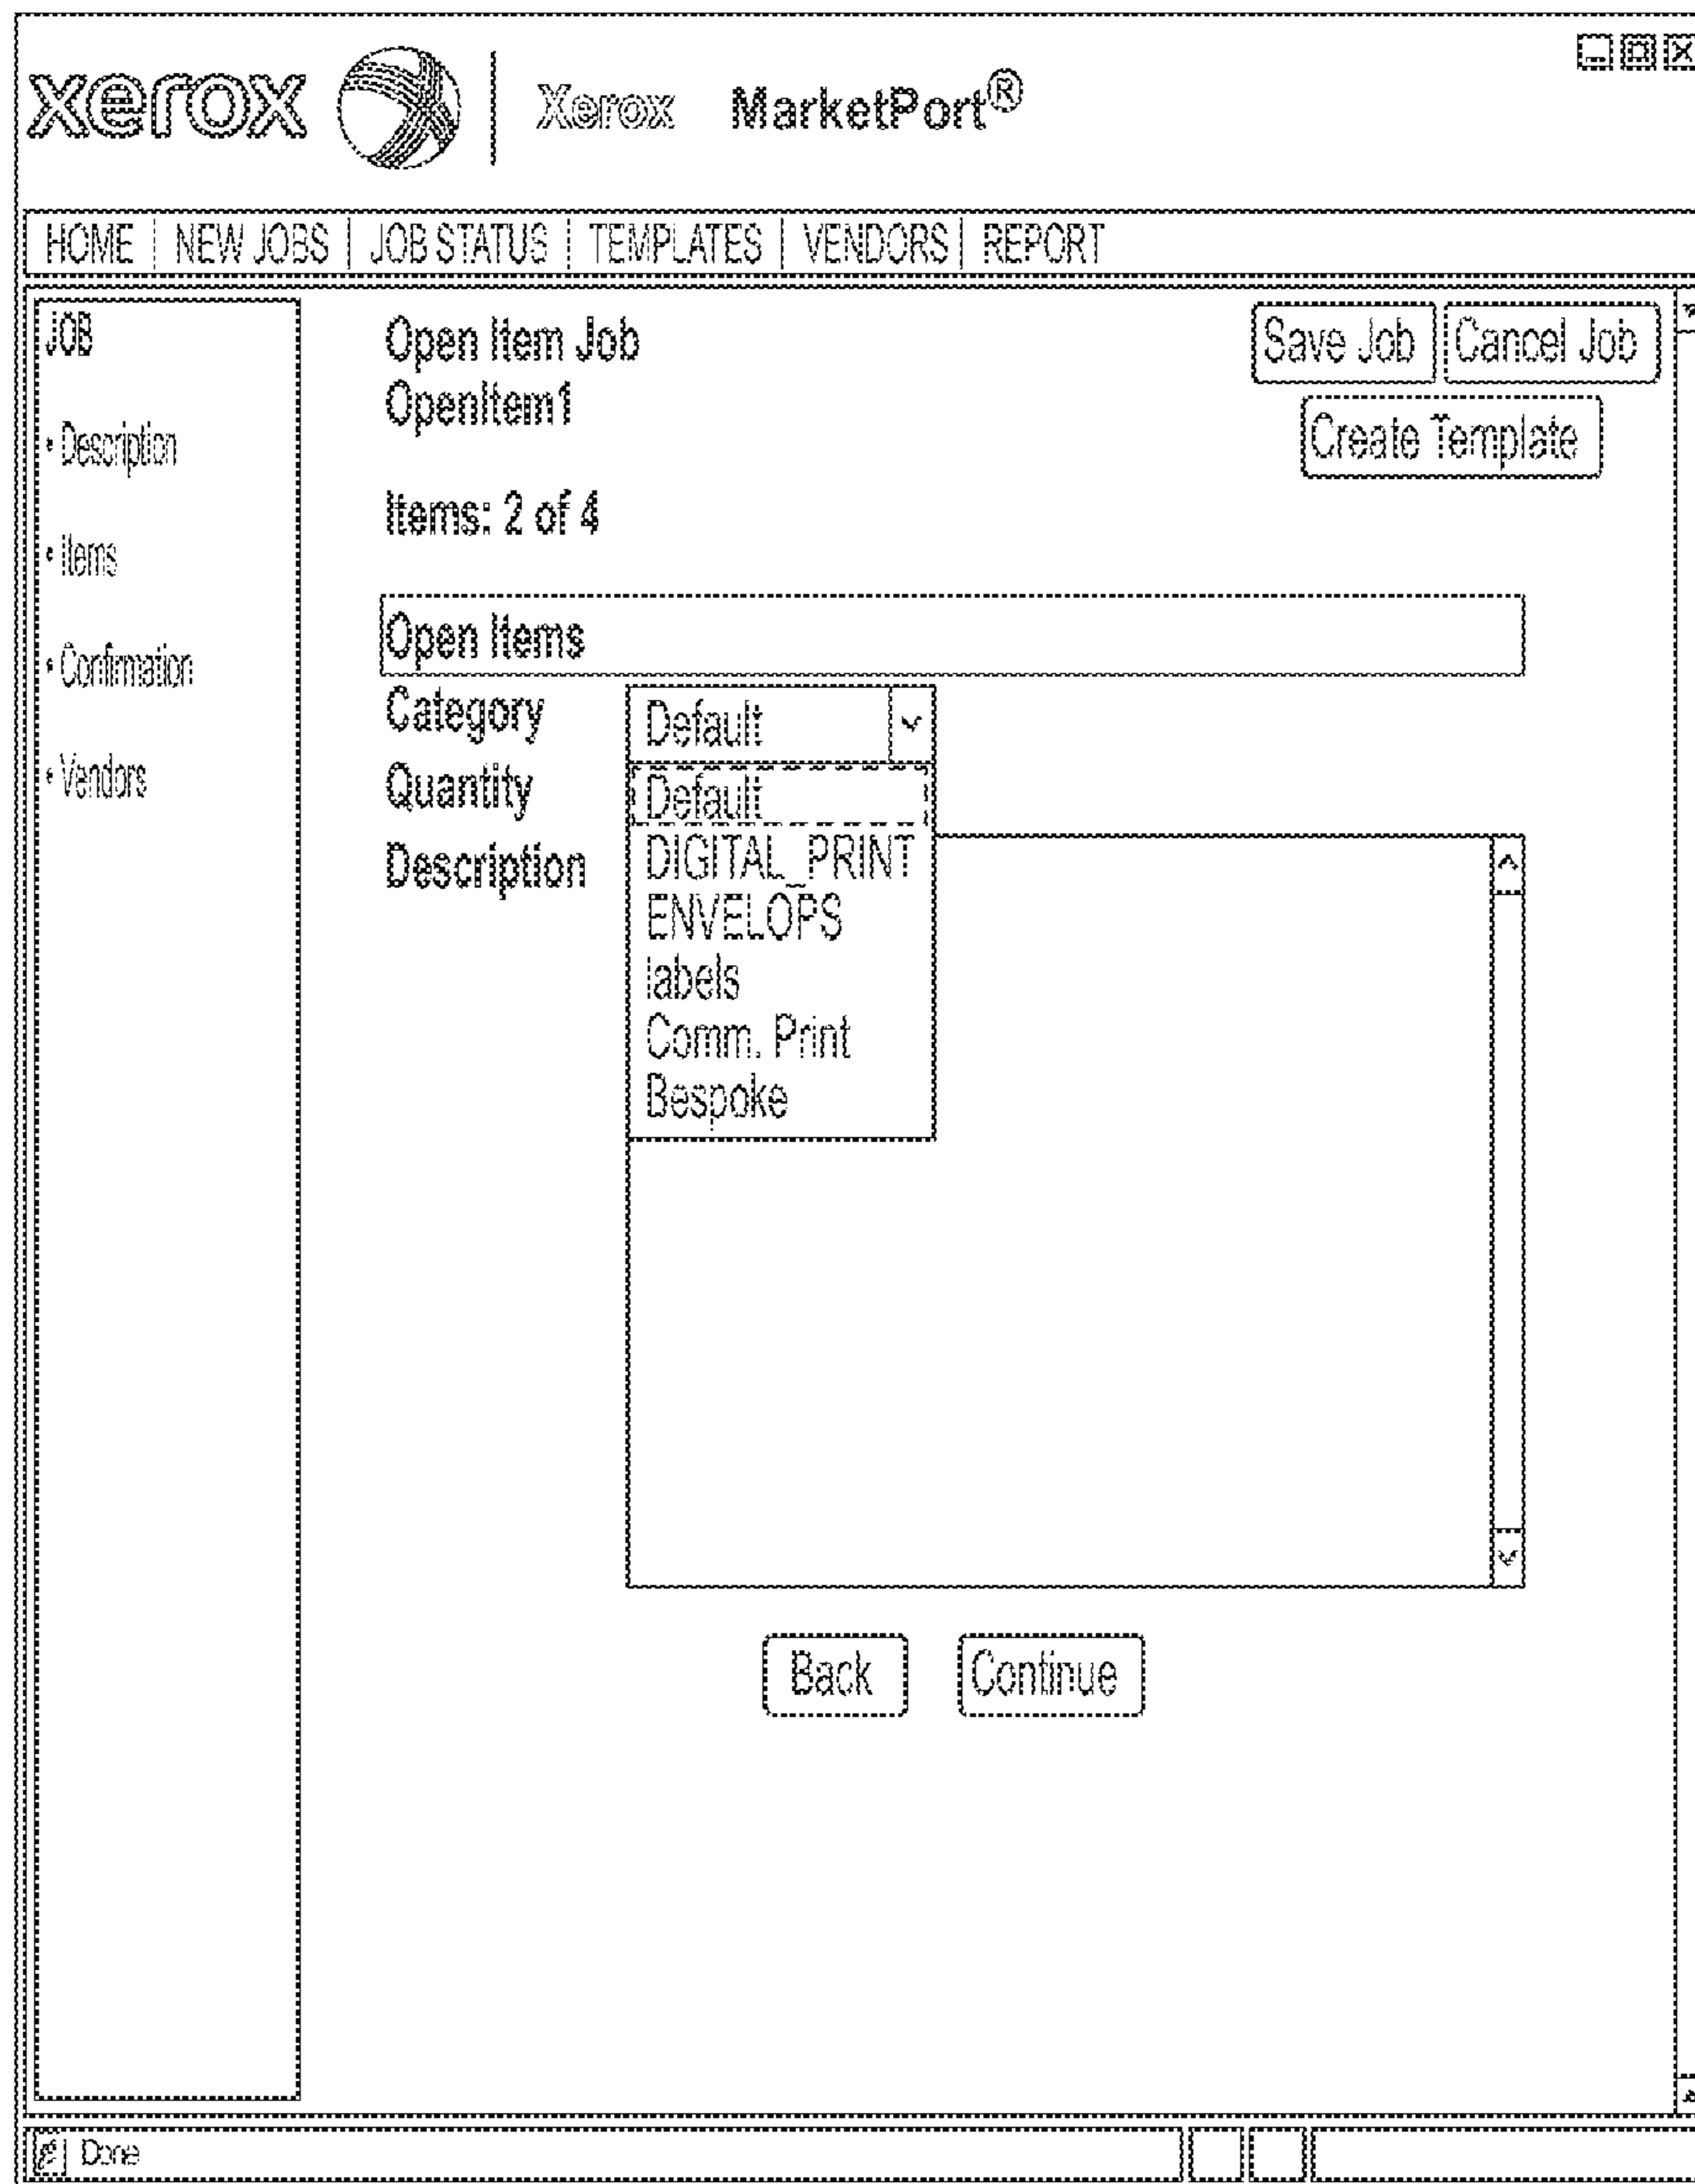 xerox | Xerox MarketPort®
HOME | NEW JOBS | JOB STATUS | TEMPLATES | VENDORS | REPORT
JOB
• Description
• Items
• Confirmation
• Vendors
Open Item Job
OpenItem1
Save Job
Cancel Job
Create Template
Items: 2 of 4
Open Items
Category
Default
Quantity
Description
Default
DIGITAL_PRINT
ENVELOPS
labels
Comm. Print
Bespoke
Back
Continue
Done